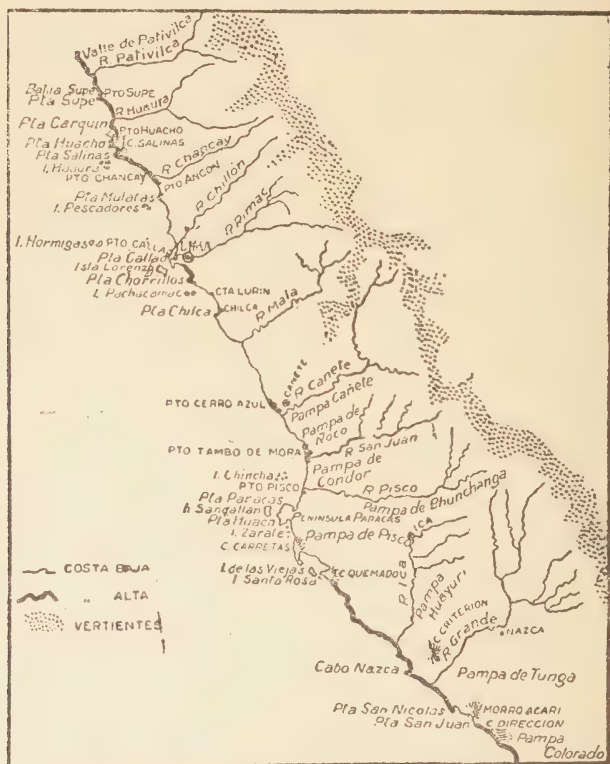 Valle de Pativilca
R. Pativilca
Bahia Supe
PTO SUPE
Pta Supe
R. Huaura
Pta Carquin
PTO HUACHO
Pta Huacho
C. SALINAS
Pta Salinas
I. Huaura
R. Chancay
PTO CHANCAY
PTO ANCON
Pta Mulatas
R. Chillón
I. Pescadores
R. Rimac
I. Hormigas
PTO CALLAO
LIMA
Pta Callao
Isla Lorenzo
Pta Chorrillos
I. Pachacamac
CTA LURIN
CHILCA
Pta Chilca
R. Mala
CAÑETE
R. Cañete
PTO CERRO AZUL
Pampa Cañete
Pampa de Ñoco
PTO TAMBO DE MORA
R. San Juan
Pampa de Condor
I. Chincha
PTO PISCO
R. PISCO
Pta Paracas
Pampa de Chunchanga
I. Sangallán
PENINSULA PARACAS
Pta Huaca
ICA
I. Zarate
Pampa de Pisco
C. CARRETAS
I. de las Viejas
C QUEMADO
I Santa Rosa
R. Ica
Pampa Huayuri
C CRITERION
R. Grande
NAZCA
COSTA BAJA
" ALTA
VERTIENTES
Cabo Nazca
Pampa de Tunga
Pta San Nicolas
MORRO ACARI
Pta San Juan
C. DIRECCION
Pampa
Colorado